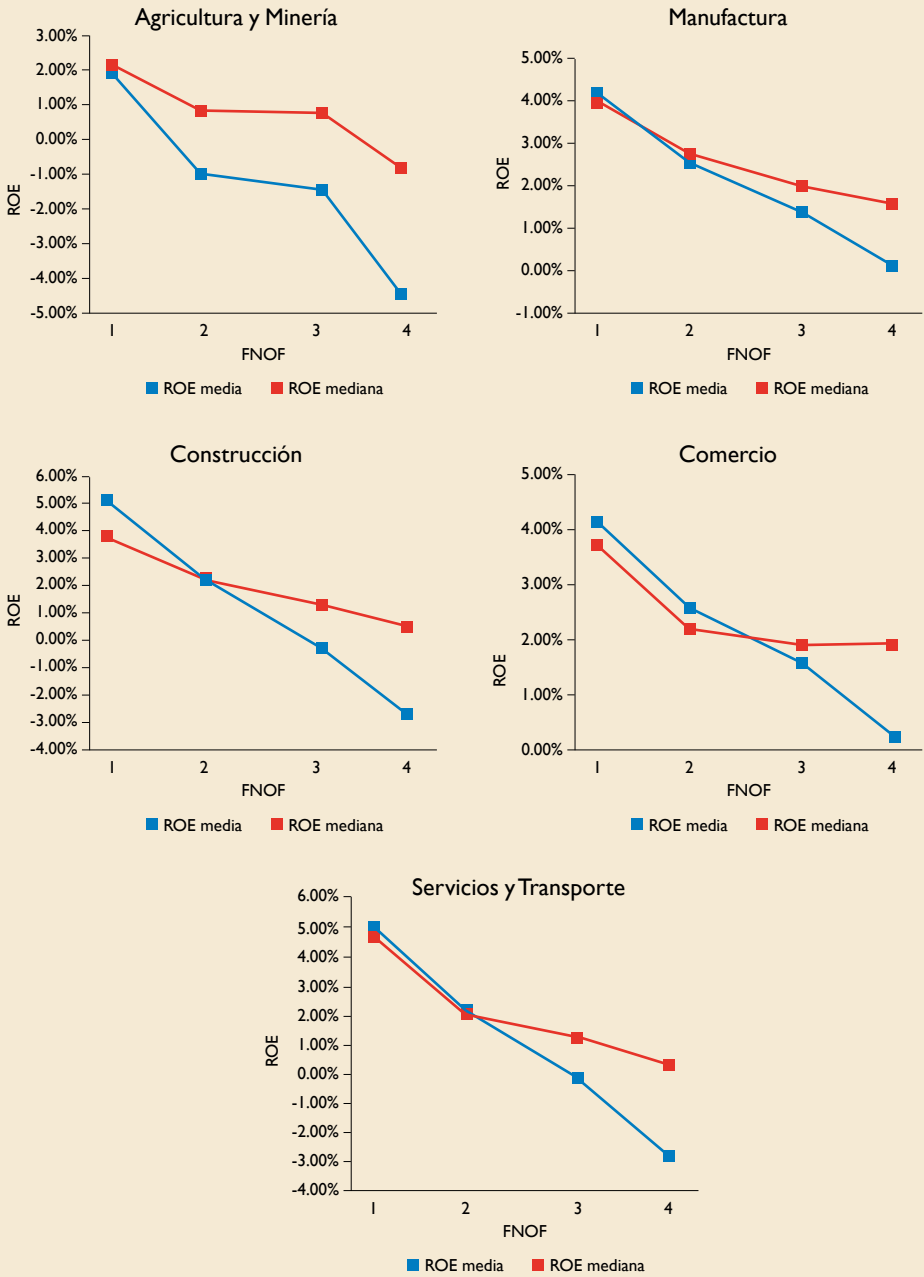 Agricultura y Minería
3.00%
2.00%
1.00%
0.00%
-1.00%
-2.00%
-3.00%
-4.00%
-5.00%
ROE
1 2 3 4
FNOF
ROE media ROE mediana
Manufactura
5.00%
4.00%
3.00%
2.00%
1.00%
0.00%
-1.00%
ROE
1 2 3 4
FNOF
ROE media ROE mediana
Construcción
6.00%
5.00%
4.00%
3.00%
2.00%
1.00%
0.00%
-1.00%
-2.00%
-3.00%
-4.00%
ROE
1 2 3 4
FNOF
ROE media ROE mediana
Comercio
5.00%
4.00%
3.00%
2.00%
1.00%
0.00%
ROE
1 2 3 4
FNOF
ROE media ROE mediana
Servicios y Transporte
6.00%
5.00%
4.00%
3.00%
2.00%
1.00%
0.00%
-1.00%
-2.00%
-3.00%
-4.00%
ROE
1 2 3 4
FNOF
ROE media ROE mediana